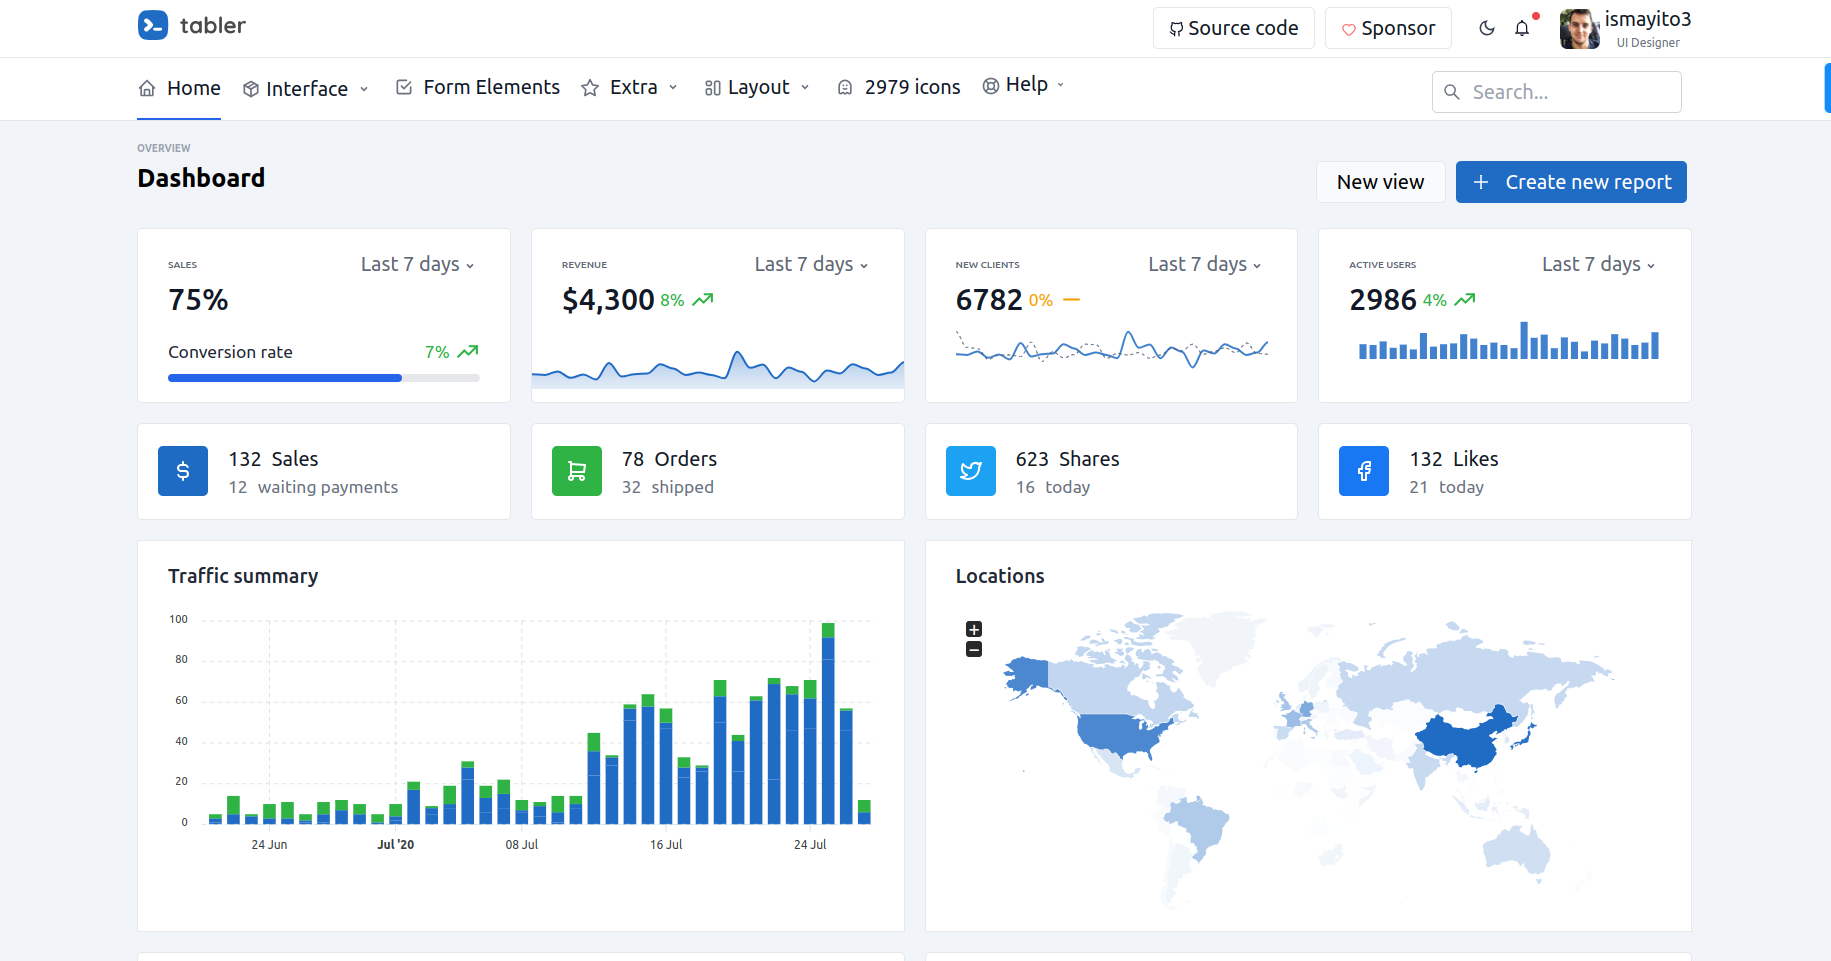 tabler
Source code
Sponsor
ismayito3
UI Designer
Home
Interface
Form Elements
Extra
Layout
2979 icons
Help
Search...
OVERVIEW
Dashboard
New view
Create new report
SALES
Last 7 days
75%
Conversion rate
7%
REVENUE
Last 7 days
$4,300 8%
NEW CLIENTS
Last 7 days
6782 0%
ACTIVE USERS
Last 7 days
2986 4%
132 Sales
12 waiting payments
78 Orders
32 shipped
623 Shares
16 today
132 Likes
21 today
Traffic summary
100
80
60
40
20
0
24 Jun
Jul '20
08 Jul
16 Jul
24 Jul
Locations
+
−